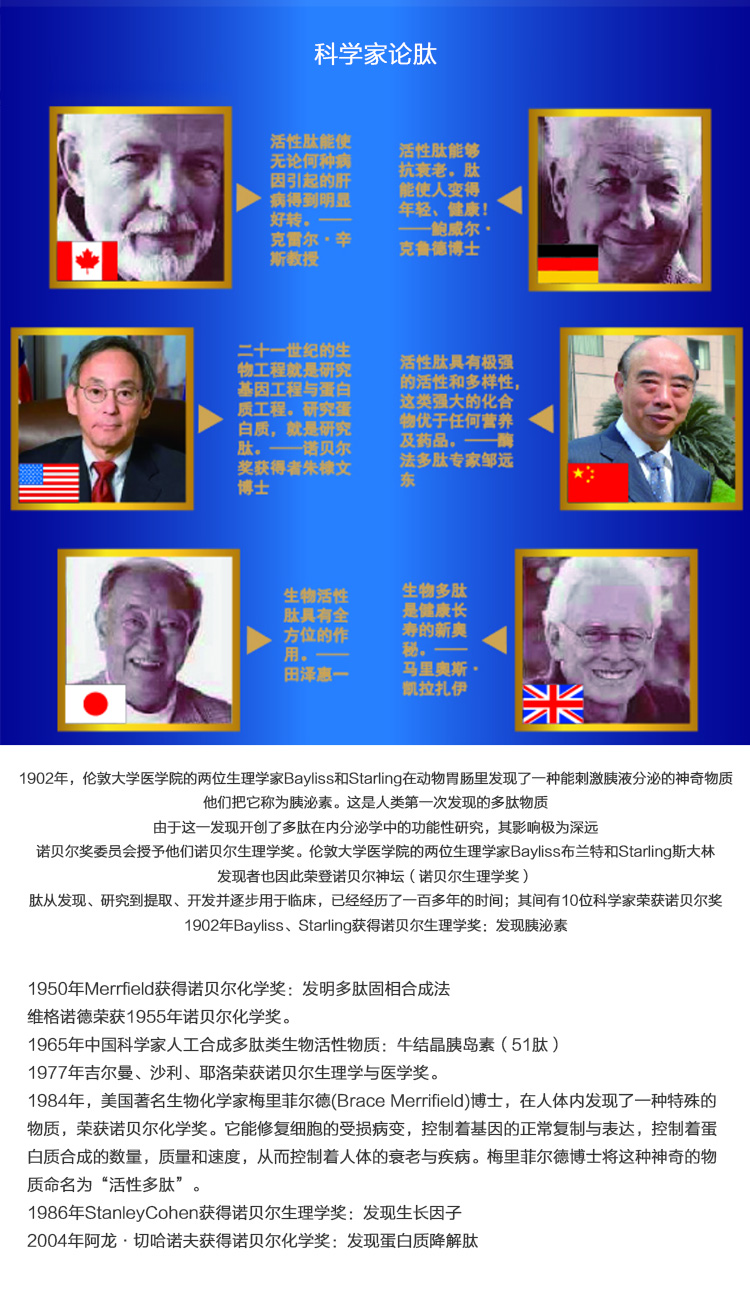 科学家论肽
活性肽能使
无论何种病
因引起的肝
病得到明显
好转。——
克雷尔·辛
斯教授
活性肽能够
抗衰老。肽
能使人变得
年轻、健康！
——鲍威尔·
克鲁德博士
二十一世纪的生
物工程就是研究
基因工程与蛋白
质工程。研究蛋
白质，就是研究
肽。——诺贝尔
奖获得者朱棣文
博士
活性肽具有极强
的活性和多样性，
这类强大的化合
物优于任何营养
及药品。——酶
法多肽专家邹远
东
生物活性
肽具有全
方位的作
用。——
田泽惠一
生物多肽
是健康长
寿的新奥
秘。——
马里奥斯·
凯拉扎伊
1902年，伦敦大学医学院的两位生理学家Bayliss和Starling在动物胃肠里发现了一种能刺激胰液分泌的神奇物质
他们把它称为胰泌素。这是人类第一次发现的多肽物质
由于这一发现开创了多肽在内分泌学中的功能性研究，其影响极为深远
诺贝尔奖委员会授予他们诺贝尔生理学奖。伦敦大学医学院的两位生理学家Bayliss布兰特和Starling斯大林
发现者也因此荣登诺贝尔神坛（诺贝尔生理学奖）
肽从发现、研究到提取、开发并逐步用于临床，已经经历了一百多年的时间；其间有10位科学家荣获诺贝尔奖
1902年Bayliss、Starling获得诺贝尔生理学奖：发现胰泌素
1950年Merrfield获得诺贝尔化学奖：发明多肽固相合成法
维格诺德荣获1955年诺贝尔化学奖。
1965年中国科学家人工合成多肽类生物活性物质：牛结晶胰岛素（51肽）
1977年吉尔曼、沙利、耶洛荣获诺贝尔生理学与医学奖。
1984年，美国著名生物化学家梅里菲尔德(Brace Merrifield)博士，在人体内发现了一种特殊的
物质，荣获诺贝尔化学奖。它能修复细胞的受损病变，控制着基因的正常复制与表达，控制着蛋
白质合成的数量，质量和速度，从而控制着人体的衰老与疾病。梅里菲尔德博士将这种神奇的物
质命名为“活性多肽”。
1986年StanleyCohen获得诺贝尔生理学奖：发现生长因子
2004年阿龙·切哈诺夫获得诺贝尔化学奖：发现蛋白质降解肽